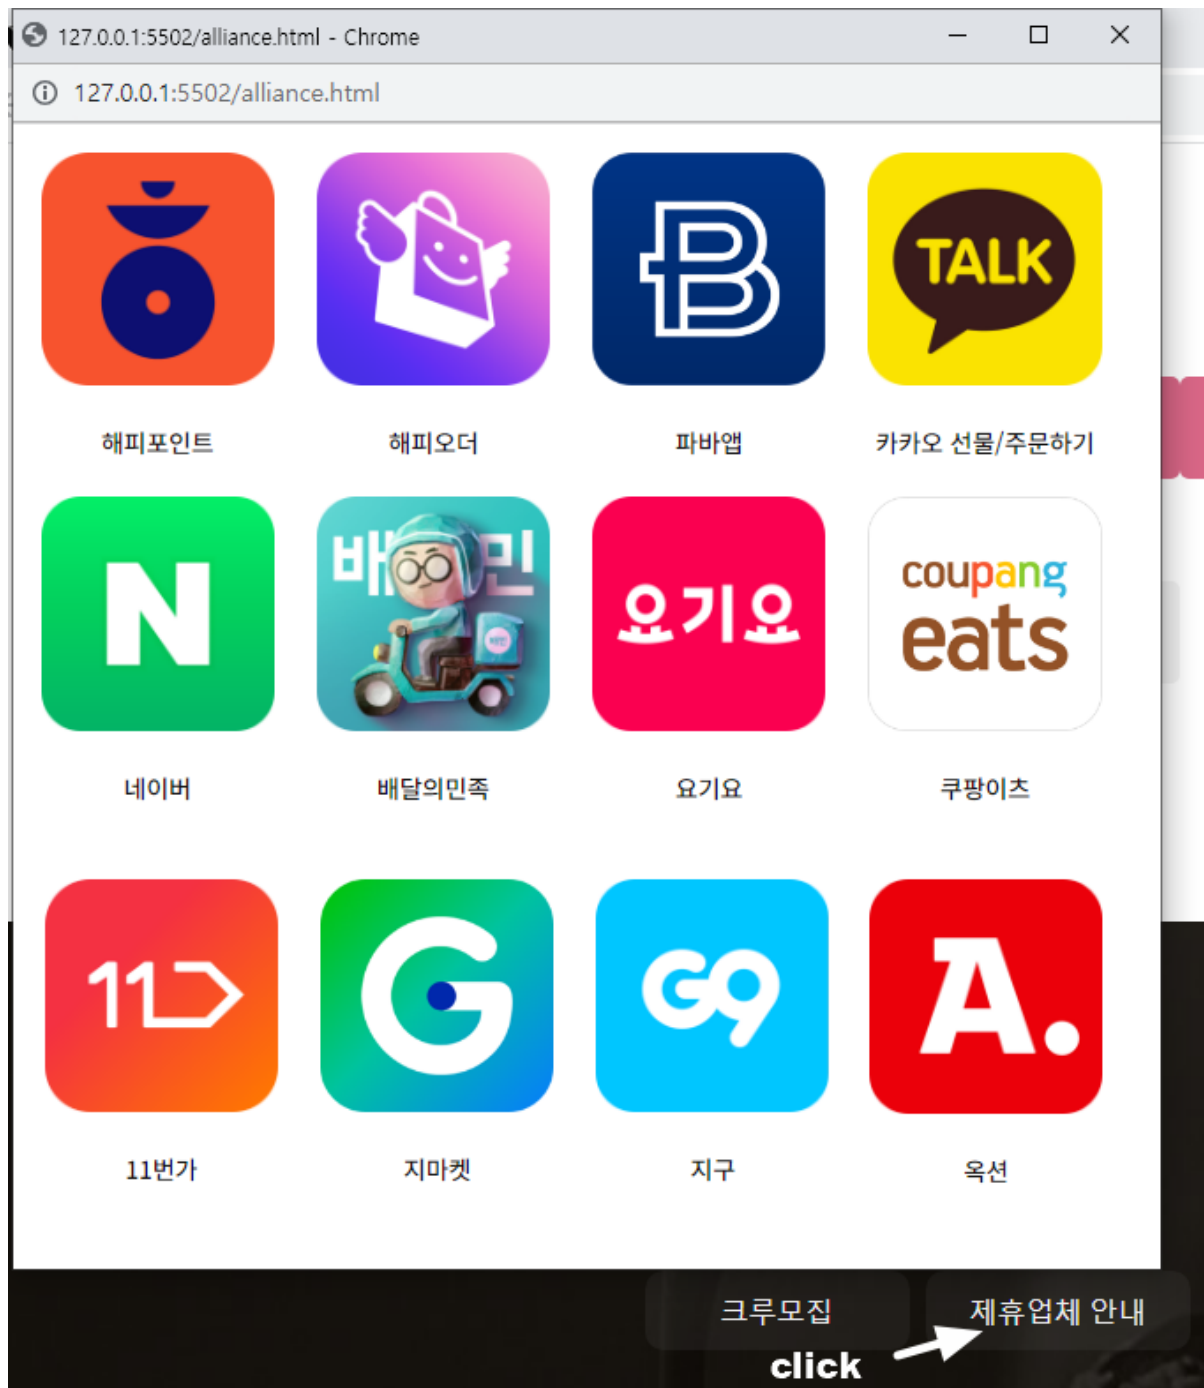 127.0.0.1:5502/alliance.html - Chrome
127.0.0.1:5502/alliance.html
TALK
해피포인트 해피오더 파바앱 카카오 선물/주문하기
N 배민 요기요 coupang
eats
네이버 배달의민족 요기요 쿠팡이츠
11 G G9 A.
11번가 지마켓 지구 옥션
크루모집 제휴업체 안내
click